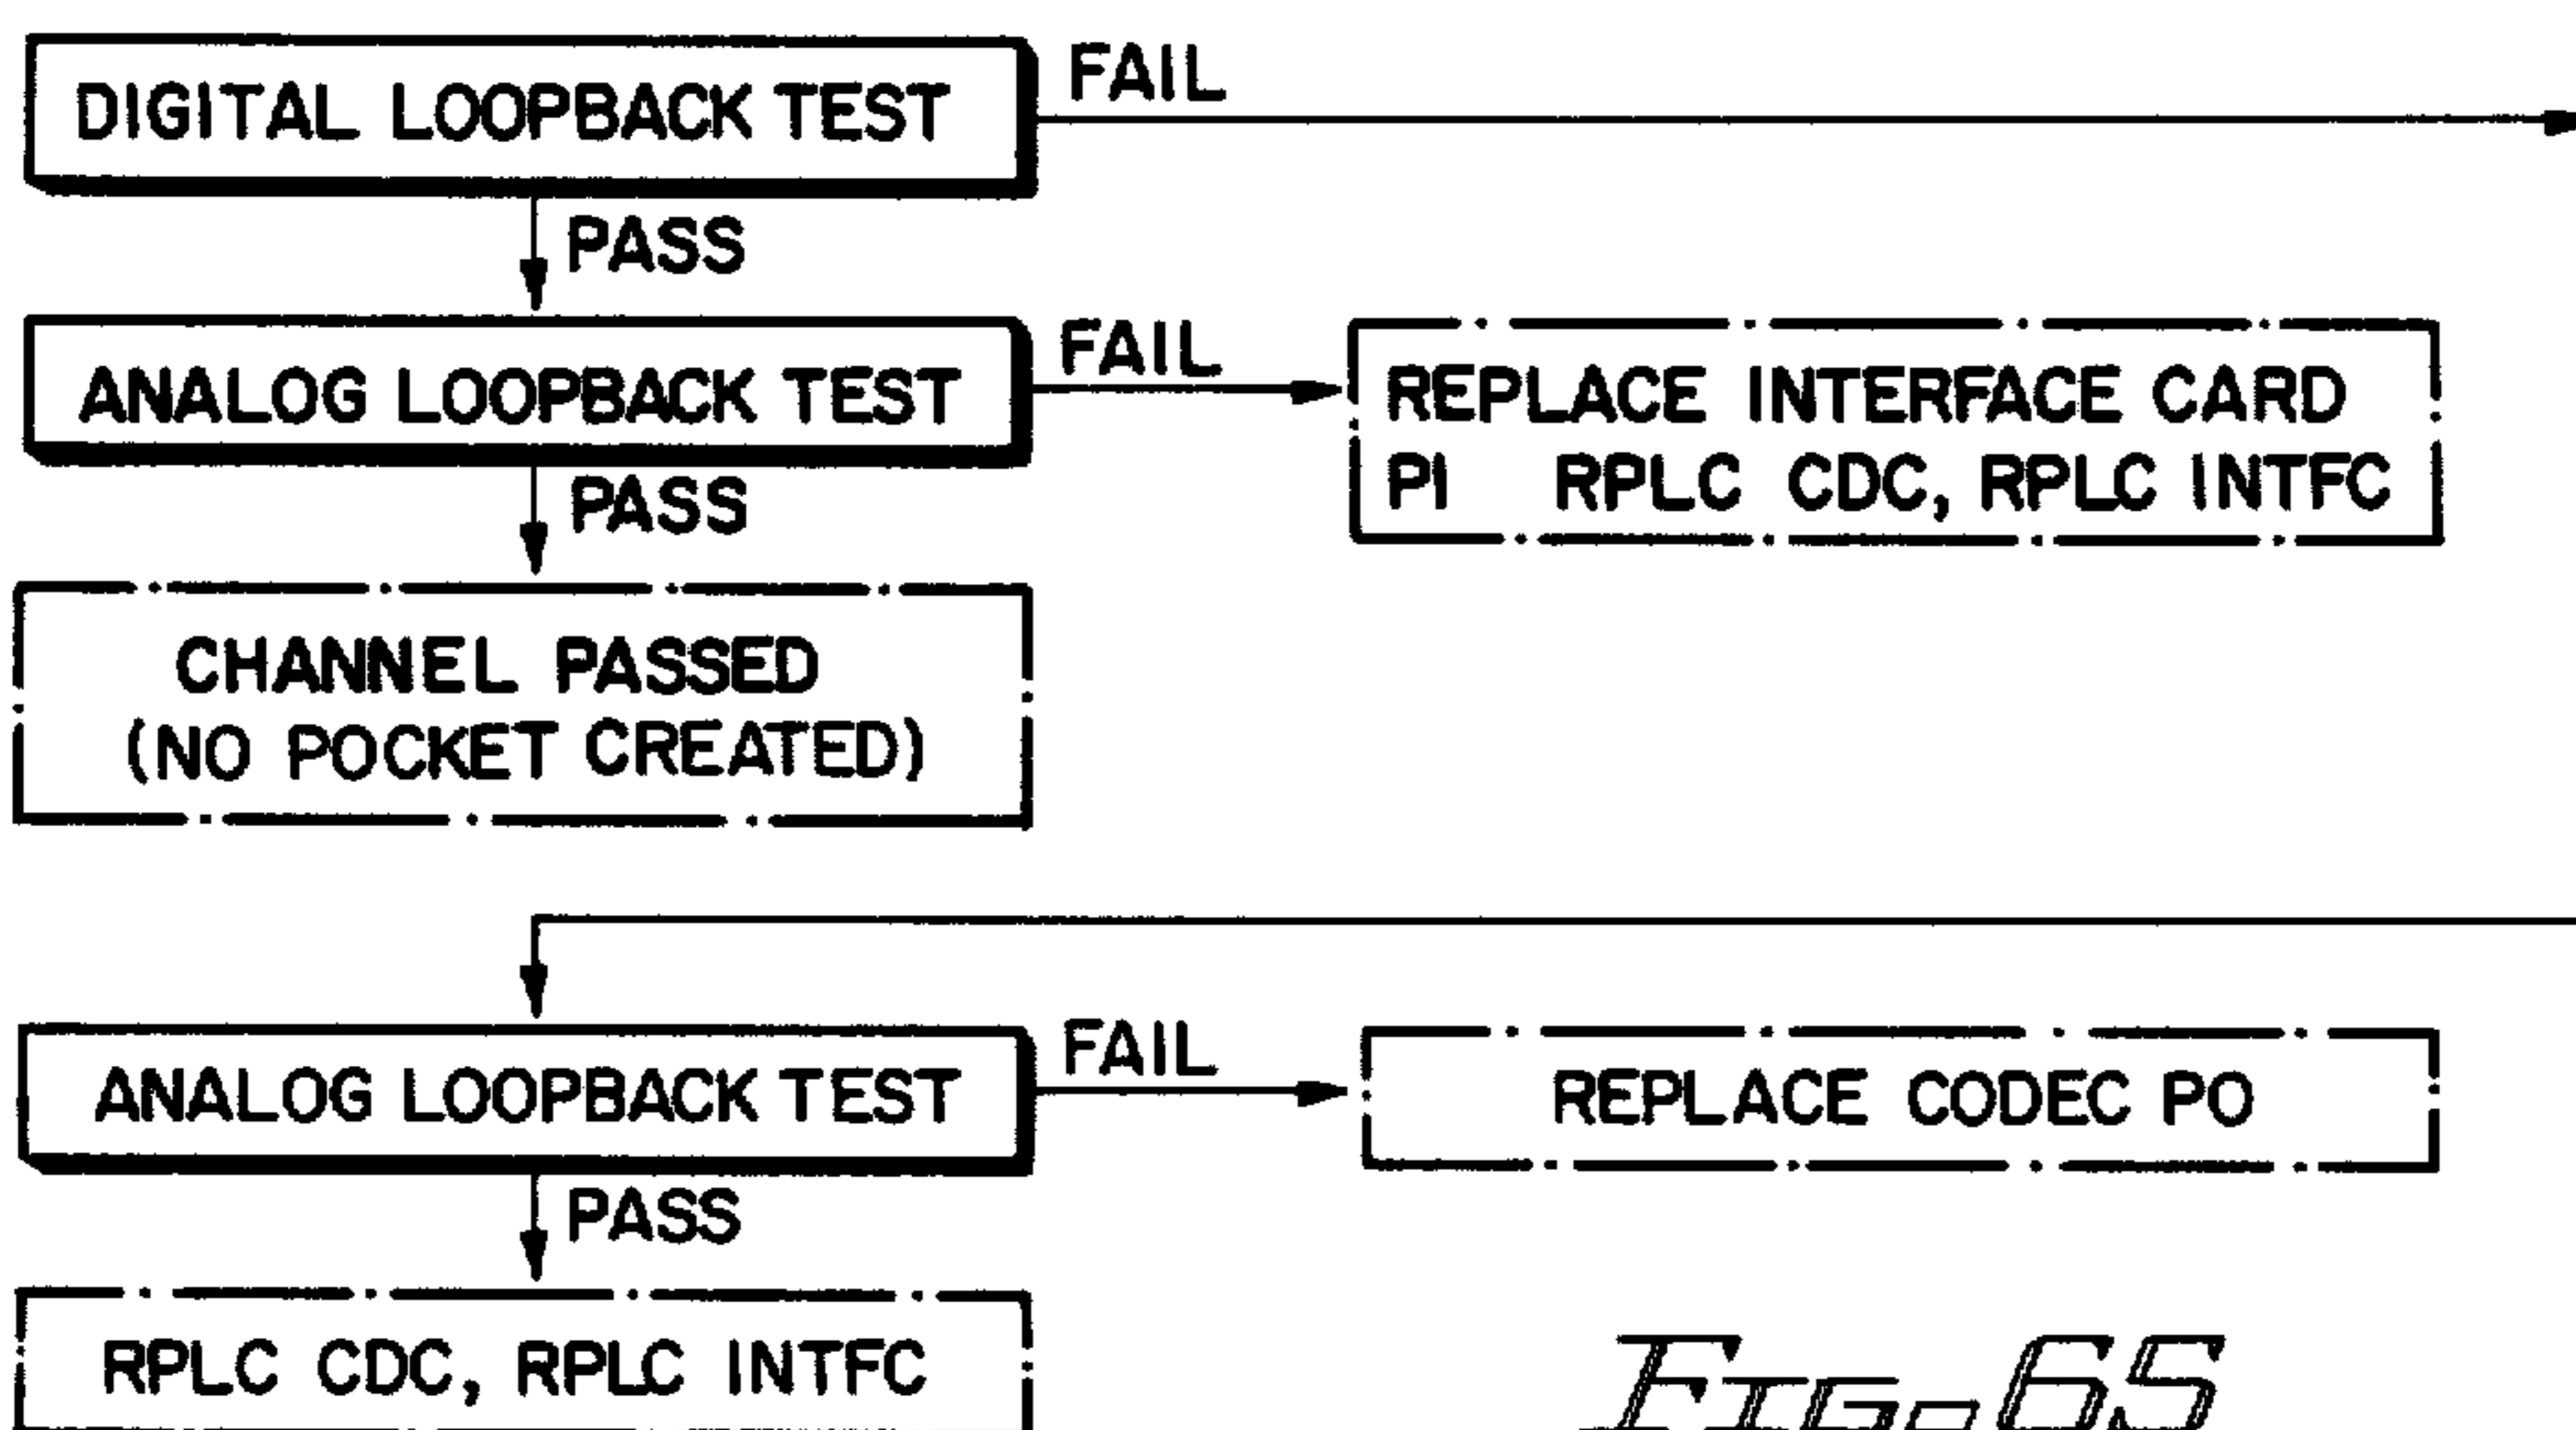 DIGITAL LOOPBACK TEST
FAIL
PASS
ANALOG LOOPBACK TEST
FAIL
REPLACE INTERFACE CARD
PI RPLC CDC, RPLC INTFC
PASS
CHANNEL PASSED
(NO POCKET CREATED)
ANALOG LOOPBACK TEST
FAIL
REPLACE CODEC PO
PASS
RPLC CDC, RPLC INTFC
FIG-65